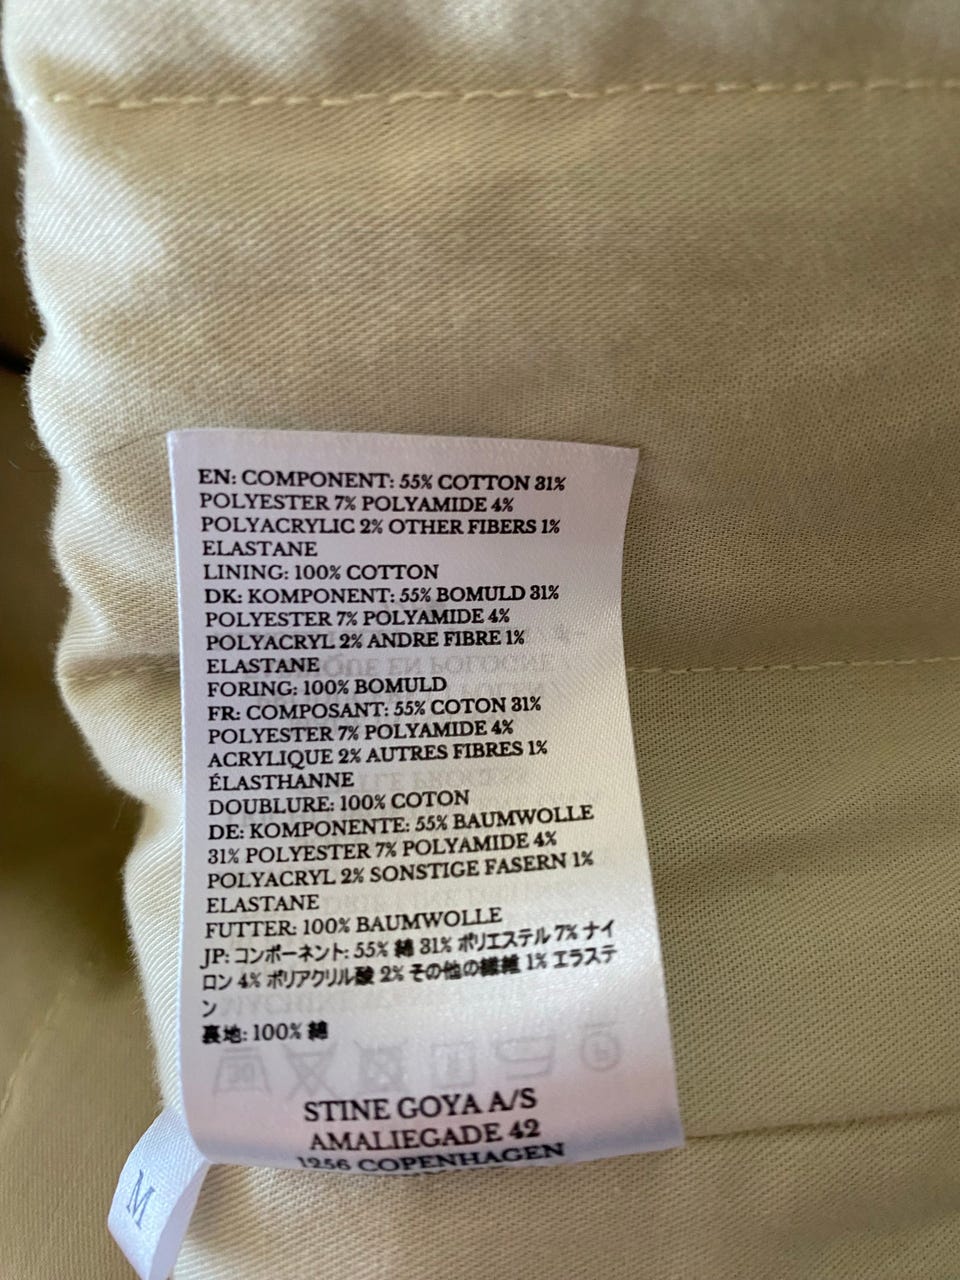 EN: COMPONENT: 55% COTTON 31%
POLYESTER 7% POLYAMIDE 4%
POLYACRYLIC 2% OTHER FIBERS 1%
ELASTANE
LINING: 100% COTTON
DK: KOMPONENT: 55% BOMULD 31%
POLYESTER 7% POLYAMIDE 4%
POLYACRYL 2% ANDRE FIBRE 1%
ELASTANE
FORING: 100% BOMULD
FR: COMPOSANT: 55% COTON 31%
POLYESTER 7% POLYAMIDE 4%
ACRYLIQUE 2% AUTRES FIBRES 1%
ÉLASTHANNE
DOUBLURE: 100% COTON
DE: KOMPONENTE: 55% BAUMWOLLE
31% POLYESTER 7% POLYAMIDE 4%
POLYACRYL 2% SONSTIGE FASERN 1%
ELASTANE
FUTTER: 100% BAUMWOLLE
JP: コンポーネント: 55% 綿 31% ポリエステル 7% ナイ
ロン 4% ポリアクリル酸 2% その他の繊維 1% エラステ
ン
裏地: 100% 綿
STINE GOYA A/S
AMALIEGADE 42
1256 COPENHAGEN
M